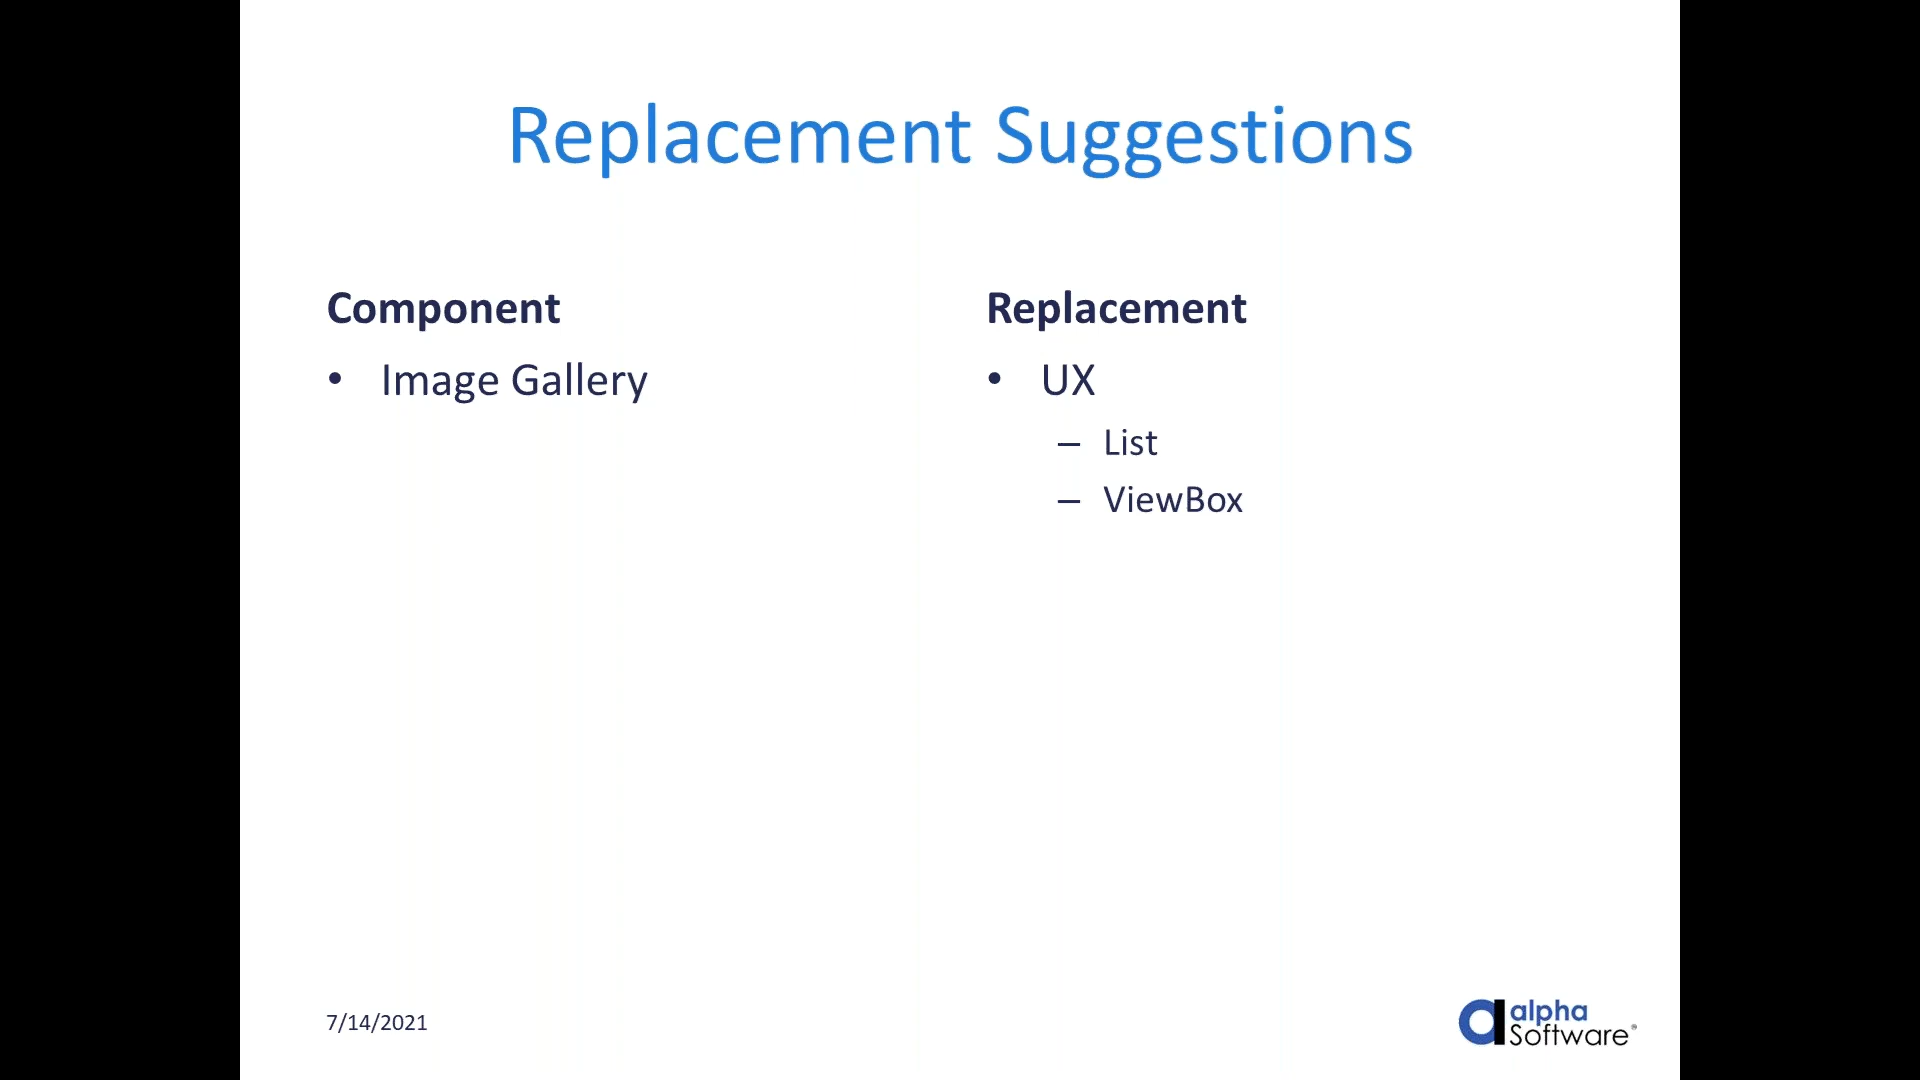 Replacement Suggestions
Component
• Image Gallery
Replacement
• UX
– List
– ViewBox
7/14/2021
alpha
Software®